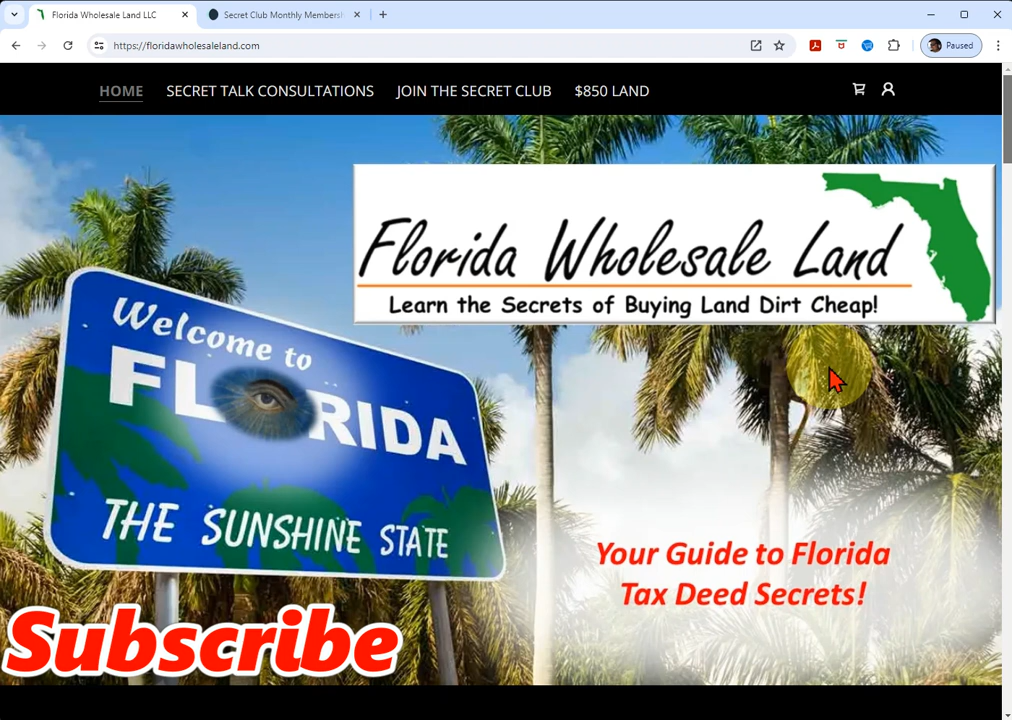 Florida Wholesale Land LLC
Secret Club Monthly Members
https://floridawholesaleland.com
Paused
HOME
SECRET TALK CONSULTATIONS
JOIN THE SECRET CLUB
$850 LAND
Florida Wholesale Land
Learn the Secrets of Buying Land Dirt Cheap!
Welcome to
FLORIDA
THE SUNSHINE STATE
Your Guide to Florida
Tax Deed Secrets!
Subscribe